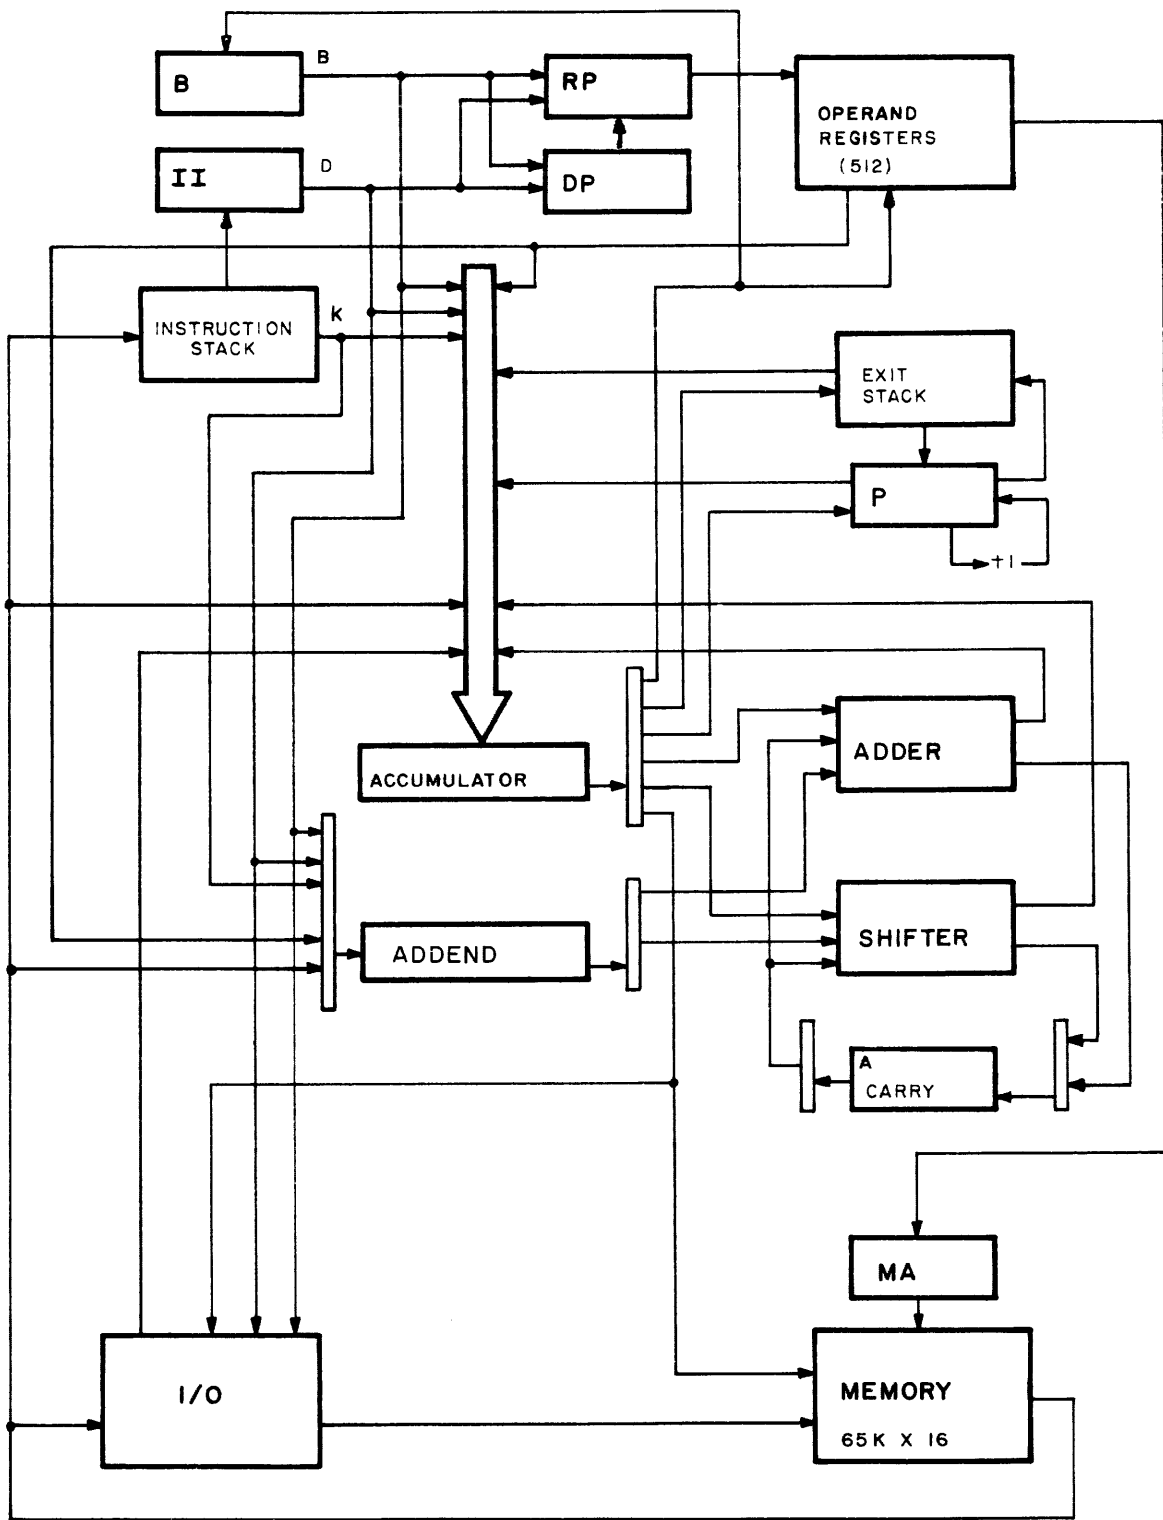 B
B
RP
OPERAND
REGISTERS
(512)
II
D
DP
INSTRUCTION
STACK
k
EXIT
STACK
P
+1
ACCUMULATOR
ADDER
ADDEND
SHIFTER
A
CARRY
MA
I/O
MEMORY
65K X 16